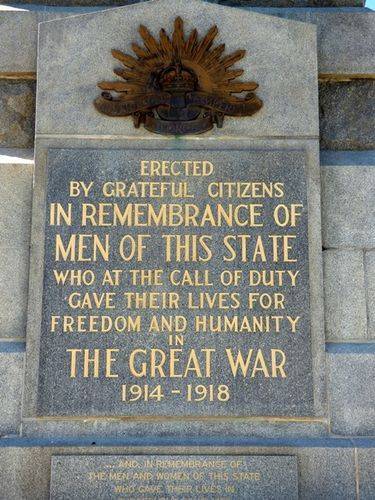 ERECTED
BY GRATEFUL CITIZENS
IN REMEMBRANCE OF
MEN OF THIS STATE
WHO AT THE CALL OF DUTY
GAVE THEIR LIVES FOR
FREEDOM AND HUMANITY
IN
THE GREAT WAR
1914 - 1918
... AND, IN REMEMBRANCE OF
THE MEN AND WOMEN OF THIS STATE
WHO GAVE THEIR LIVES IN